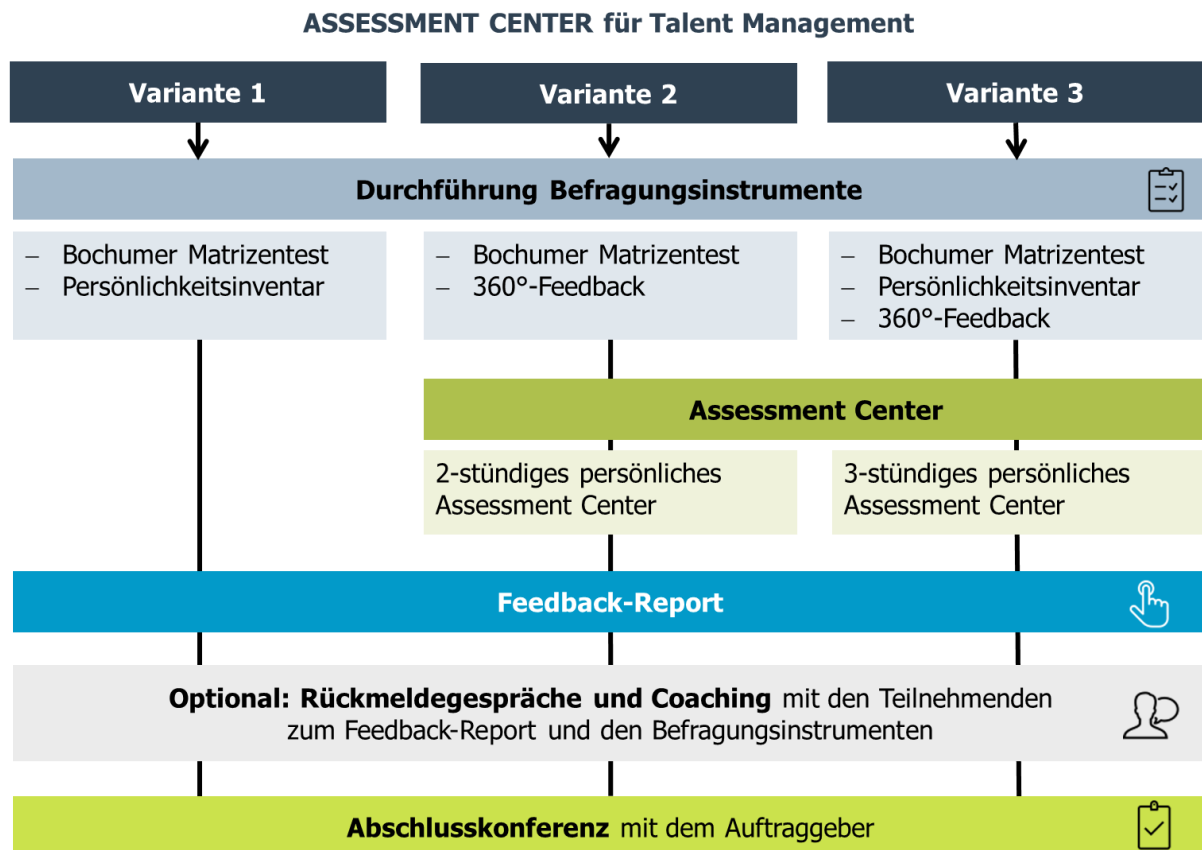 ASSESSMENT CENTER für Talent Management
Variante 1
Variante 2
Variante 3
Durchführung Befragungsinstrumente
– Bochumer Matrizentest
– Persönlichkeitsinventar
– Bochumer Matrizentest
– 360°-Feedback
– Bochumer Matrizentest
– Persönlichkeitsinventar
– 360°-Feedback
Assessment Center
2-stündiges persönliches
Assessment Center
3-stündiges persönliches
Assessment Center
Feedback-Report
Optional: Rückmeldegespräche und Coaching mit den Teilnehmenden
zum Feedback-Report und den Befragungsinstrumenten
Abschlusskonferenz mit dem Auftraggeber